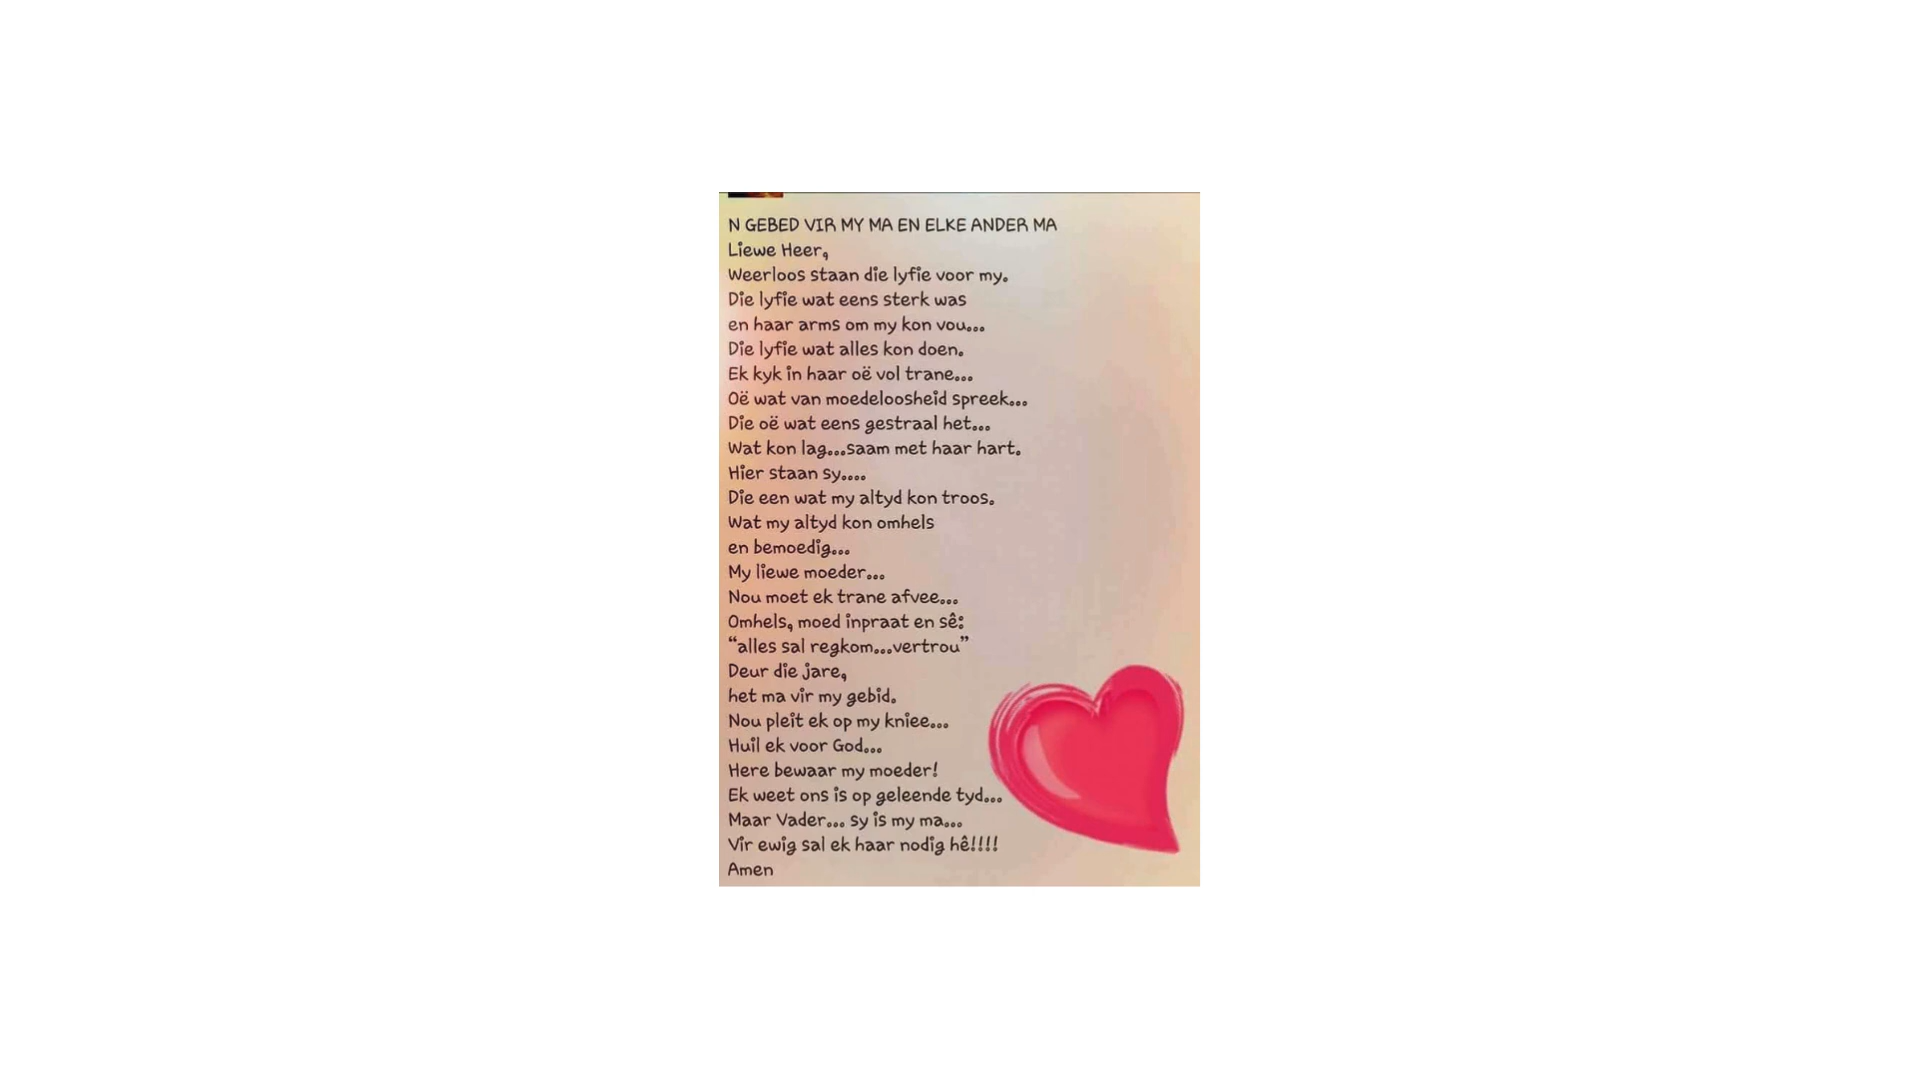 N GEBED VIR MY MA EN ELKE ANDER MA
Liewe Heer,
Weerloos staan die lyfie voor my.
Die lyfie wat eens sterk was
en haar arms om my kon vou...
Die lyfie wat alles kon doen.
Ek kyk in haar oë vol trane...
Oë wat van moedeloosheid spreek...
Die oë wat eens gestraal het...
Wat kon lag...saam met haar hart.
Hier staan sy....
Die een wat my altyd kon troos.
Wat my altyd kon omhels
en bemoedig...
My liewe moeder...
Nou moet ek trane afvee...
Omhels, moed inpraat en sê:
“alles sal regkom...vertrou”
Deur die jare,
het ma vir my gebid.
Nou pleit ek op my kniee...
Huil ek voor God...
Here bewaar my moeder!
Ek weet ons is op geleende tyd...
Maar Vader... sy is my ma...
Vir ewig sal ek haar nodig hê!!!!
Amen